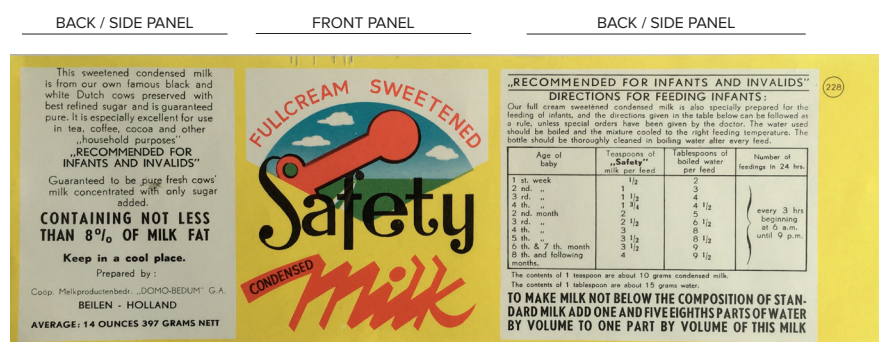 BACK / SIDE PANEL
FRONT PANEL
BACK / SIDE PANEL
This sweetened condensed milk
is from our own famous black and
white Dutch cows preserved with
best refined sugar and is guaranteed
pure. It is especially excellent for use
in tea, coffee, cocoa and other
„household purposes”
„RECOMMENDED FOR
INFANTS AND INVALIDS”
Guaranteed to be pure fresh cows'
milk concentrated with only sugar
added.
CONTAINING NOT LESS
THAN 8% OF MILK FAT
Keep in a cool place.
Prepared by :
Coöp. Melkproductenbedr. „DOMO-BEDUM” G.A.
BEILEN - HOLLAND
AVERAGE: 14 OUNCES 397 GRAMS NETT
FULLCREAM SWEETENED
Safety
CONDENSED
Milk
„RECOMMENDED FOR INFANTS AND INVALIDS”
DIRECTIONS FOR FEEDING INFANTS:
Our full cream sweetened condensed milk is also specially prepared for the
feeding of infants, and the directions given in the table below can be followed as
a rule, unless special orders have been given by the doctor. The water used
should be boiled and the mixture cooled to the right feeding temperature. The
bottle should be thoroughly cleaned in boiling water after every feed.
Age of baby | Teaspoons of „Safety” milk per feed | Tablespoons of boiled water per feed | Number of feedings in 24 hrs.
1 st. week 1/2 2
2 nd. „ 1 3
3 rd. „ 1 1/2 4
4 th. „ 1 3/4 4 1/2
2 nd. month 2 5
3 rd. „ 2 1/2 6 1/2
4 th. „ 3 8
5 th. „ 3 1/2 8 1/2
6 th & 7 th. month 3 1/2 9
8 th. and following months. 4 9 1/2
every 3 hrs
beginning
at 6 a.m.
until 9 p.m.
The contents of 1 teaspoon are about 10 grams condensed milk.
The contents of 1 tablespoon are about 15 grams water.
TO MAKE MILK NOT BELOW THE COMPOSITION OF STAN-
DARD MILK ADD ONE AND FIVE EIGHTHS PARTS OF WATER
BY VOLUME TO ONE PART BY VOLUME OF THIS MILK
228